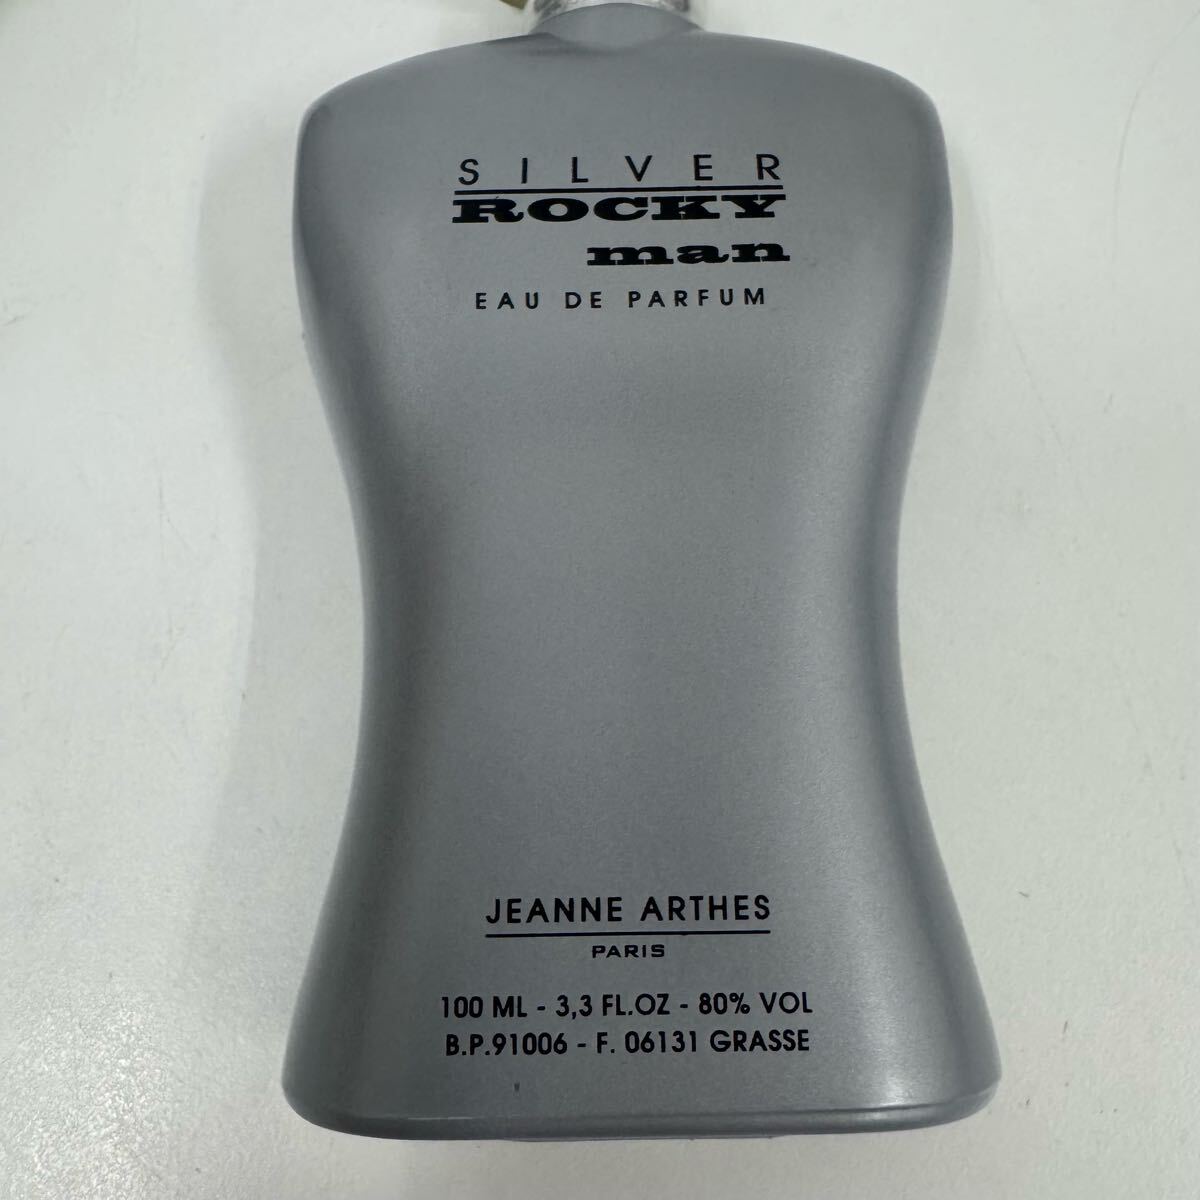 SILVER
ROCKY
man
EAU DE PARFUM
JEANNE ARTHES
PARIS
100 ML - 3,3 FL.OZ - 80% VOL
B.P.91006 - F. 06131 GRASSE